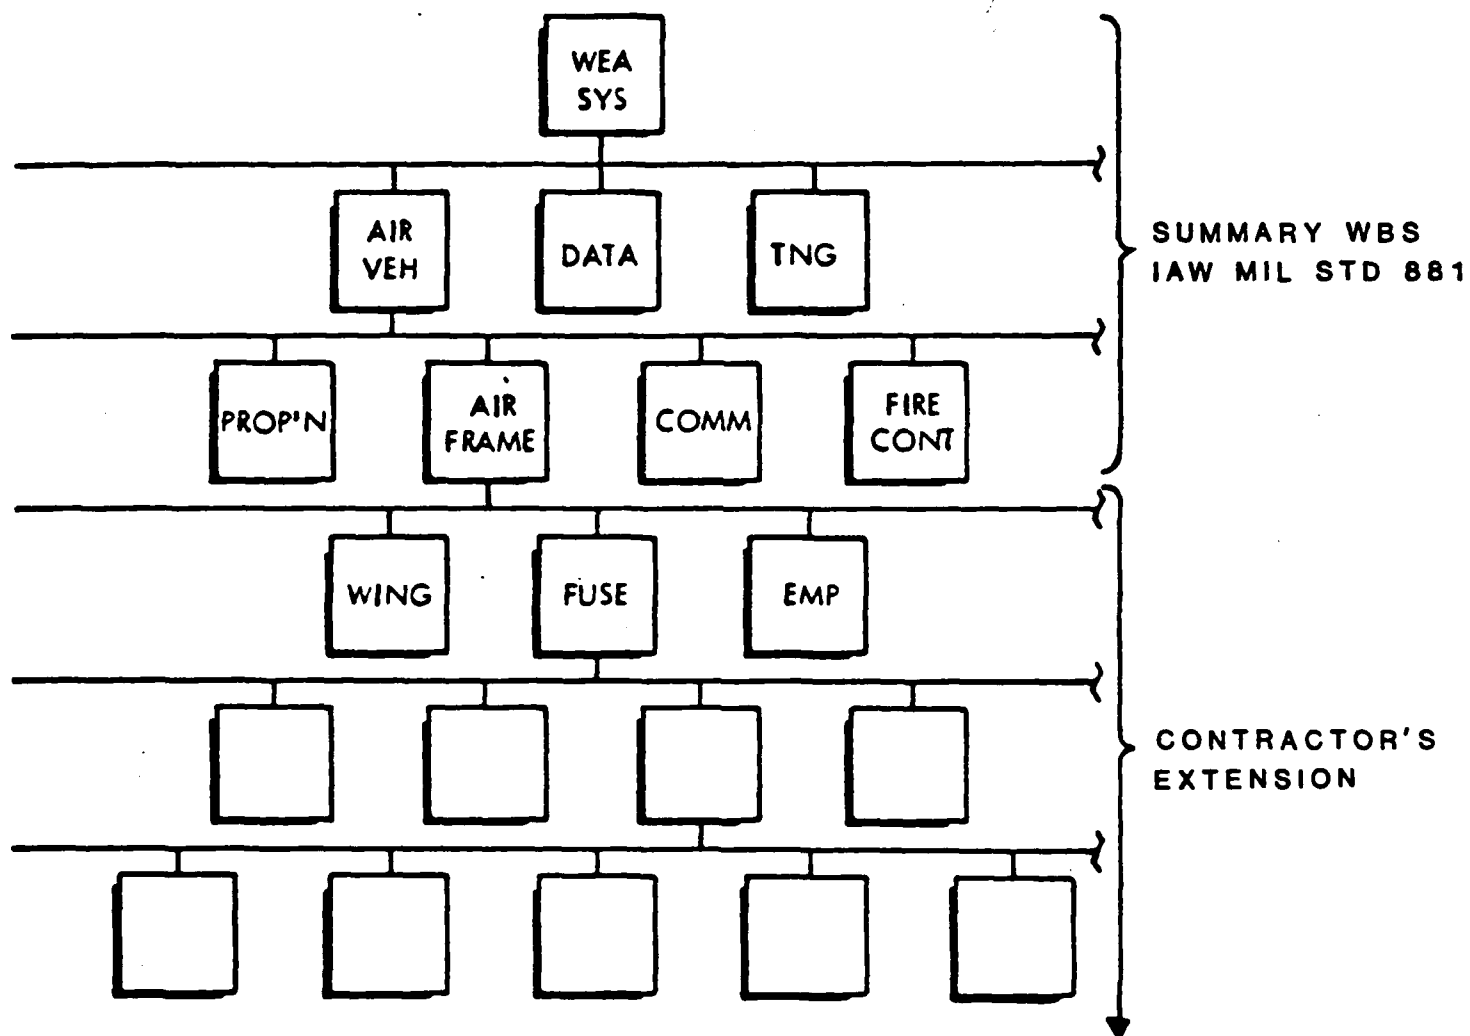 WEA
SYS
AIR
VEH
DATA
TNG
SUMMARY WBS
IAW MIL STD 881
PROP'N
AIR
FRAME
COMM
FIRE
CONT
WING
FUSE
EMP
CONTRACTOR'S
EXTENSION